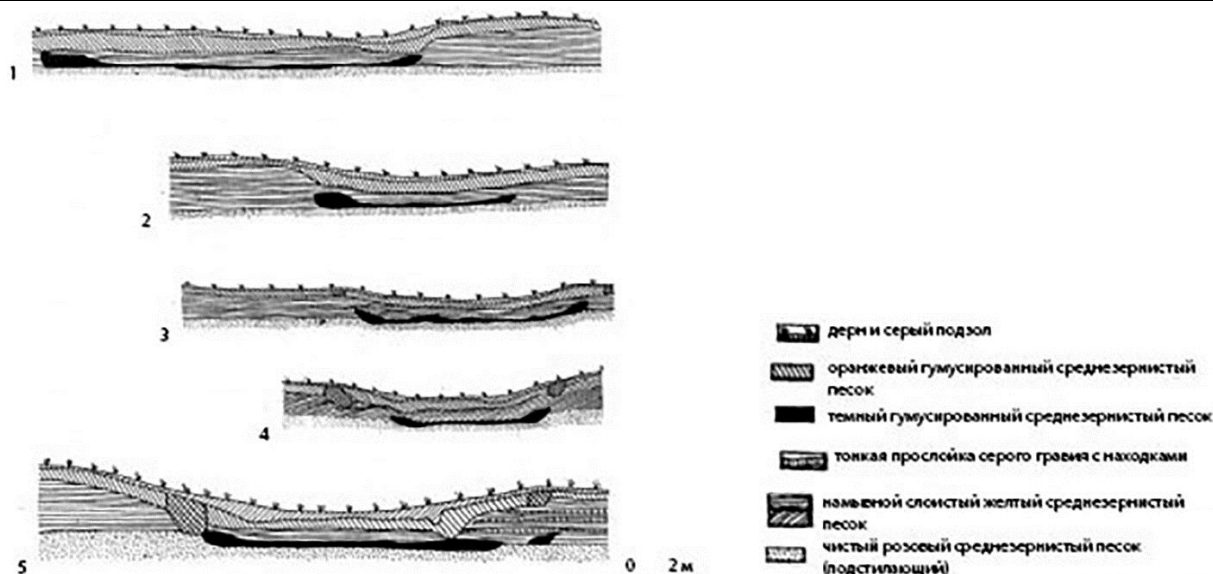 1
2
3
4
5
0 2 м
дерн и серый подзол
оранжевый гумусированный среднезернистый
песок
темный гумусированный среднезернистый песок
тонкая прослойка серого гравия с находками
намывной слоистый желтый среднезернистый
песок
чистый розовый среднезернистый песок
(подстилающий)